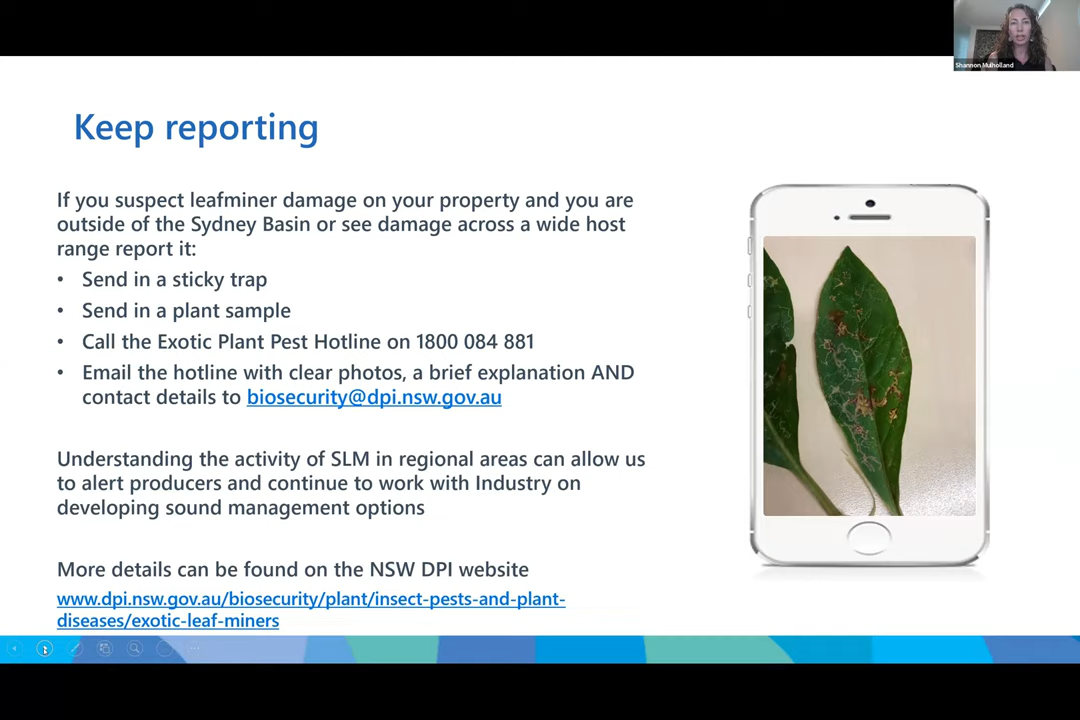 Shannon Mulholland
Keep reporting
If you suspect leafminer damage on your property and you are
outside of the Sydney Basin or see damage across a wide host
range report it:
• Send in a sticky trap
• Send in a plant sample
• Call the Exotic Plant Pest Hotline on 1800 084 881
• Email the hotline with clear photos, a brief explanation AND
contact details to biosecurity@dpi.nsw.gov.au
Understanding the activity of SLM in regional areas can allow us
to alert producers and continue to work with Industry on
developing sound management options
More details can be found on the NSW DPI website
www.dpi.nsw.gov.au/biosecurity/plant/insect-pests-and-plant-
diseases/exotic-leaf-miners